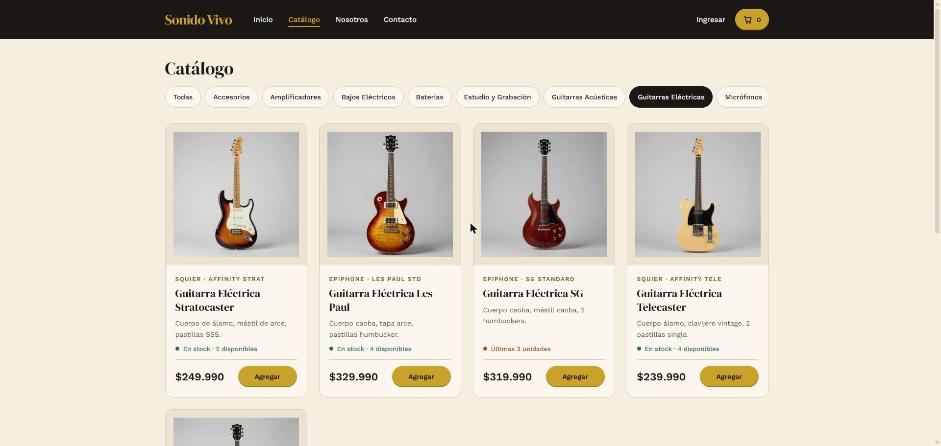 Sonido Vivo
Inicio
Catálogo
Nosotros
Contacto
Ingresar
0
Catálogo
Todas
Accesorios
Amplificadores
Bajos Eléctricos
Baterías
Estudio y Grabación
Guitarras Acústicas
Guitarras Eléctricas
Micrófonos
SQUIER · AFFINITY STRAT
Guitarra Eléctrica
Stratocaster
Cuerpo de álamo, mástil de arce,
pastillas SSS.
En stock · 5 disponibles
$249.990
Agregar
EPIPHONE · LES PAUL STD
Guitarra Eléctrica Les
Paul
Cuerpo caoba, tapa arce,
pastillas humbucker.
En stock · 4 disponibles
$329.990
Agregar
EPIPHONE · SG STANDARD
Guitarra Eléctrica SG
Cuerpo caoba, mástil caoba, 2
humbuckers.
Últimas 3 unidades
$319.990
Agregar
SQUIER · AFFINITY TELE
Guitarra Eléctrica
Telecaster
Cuerpo álamo, clavijero vintage, 2
pastillas single.
En stock · 4 disponibles
$239.990
Agregar